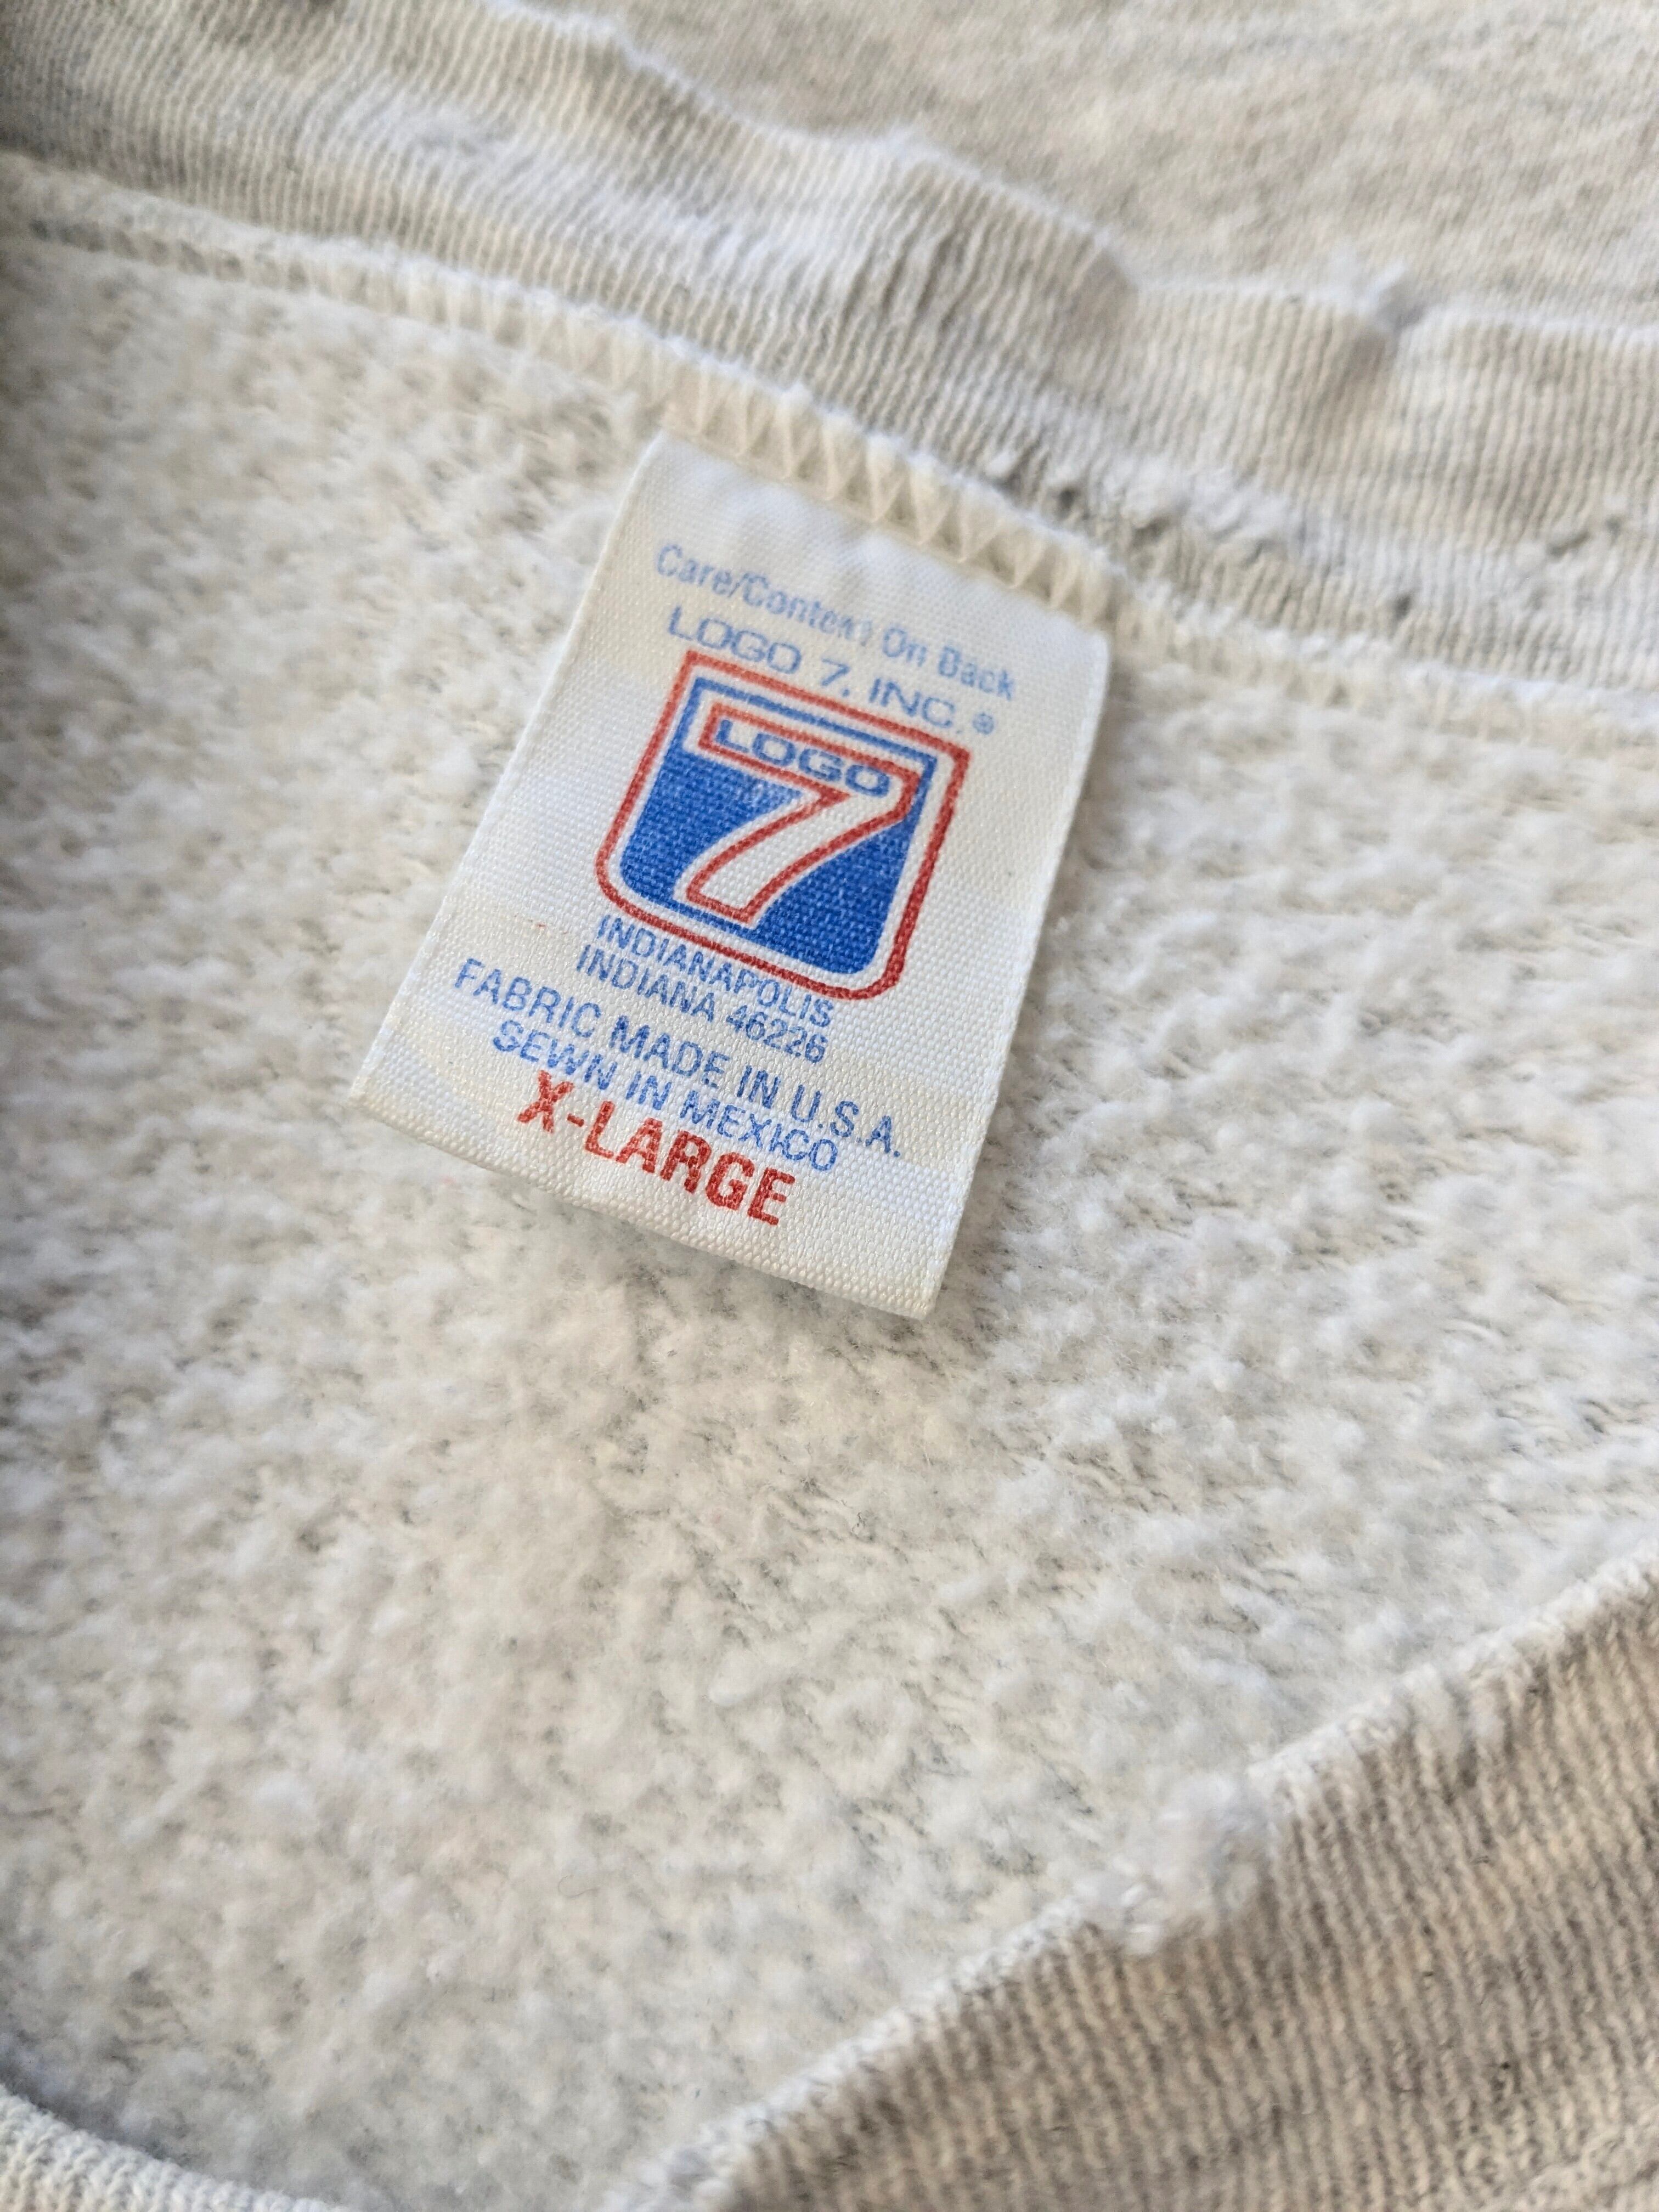 Care/Content On Back
LOGO 7, INC.®
LOGO
7
INDIANAPOLIS
INDIANA 46226
FABRIC MADE IN U.S.A.
SEWN IN MEXICO
X-LARGE